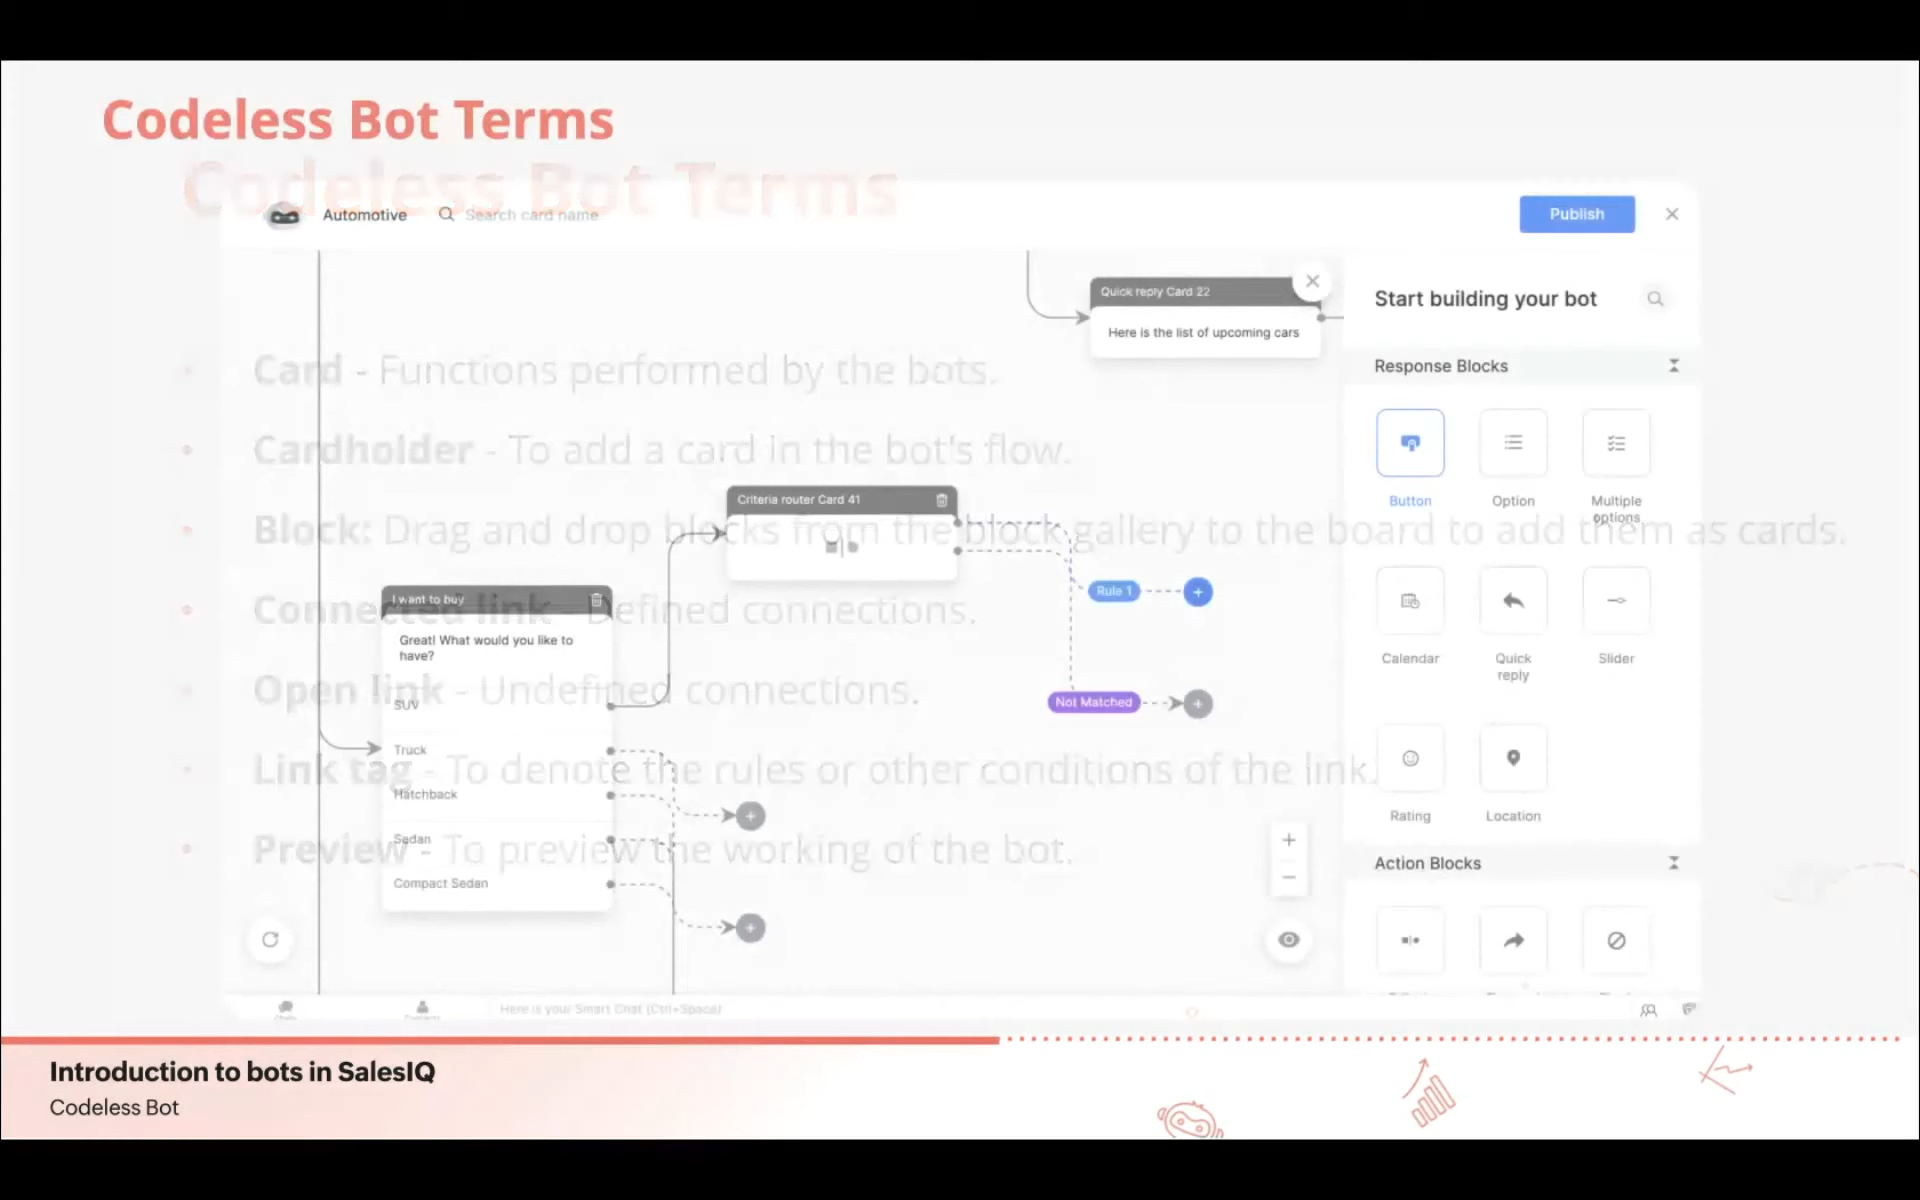 Codeless Bot Terms
Codeless Bot Terms
Automotive
Search card name
Publish
Quick reply Card 22
Here is the list of upcoming cars
Start building your bot
Response Blocks
Card - Functions performed by the bots.
Cardholder - To add a card in the bot's flow.
Button
Option
Multiple
options
Criteria router Card 41
Block: Drag and drop blocks from the block gallery to the board to add them as cards.
Rule 1
Connected link - Defined connections.
I want to buy
Great! What would you like to
have?
Calendar
Quick
reply
Slider
Open link - Undefined connections.
SUV
Not Matched
Truck
Link tag - To denote the rules or other conditions of the link.
Hatchback
Rating
Location
Sedan
Preview - To preview the working of the bot.
Compact Sedan
Action Blocks
Chats
Contacts
Here is your Smart Chat (Ctrl+Space)
Introduction to bots in SalesIQ
Codeless Bot